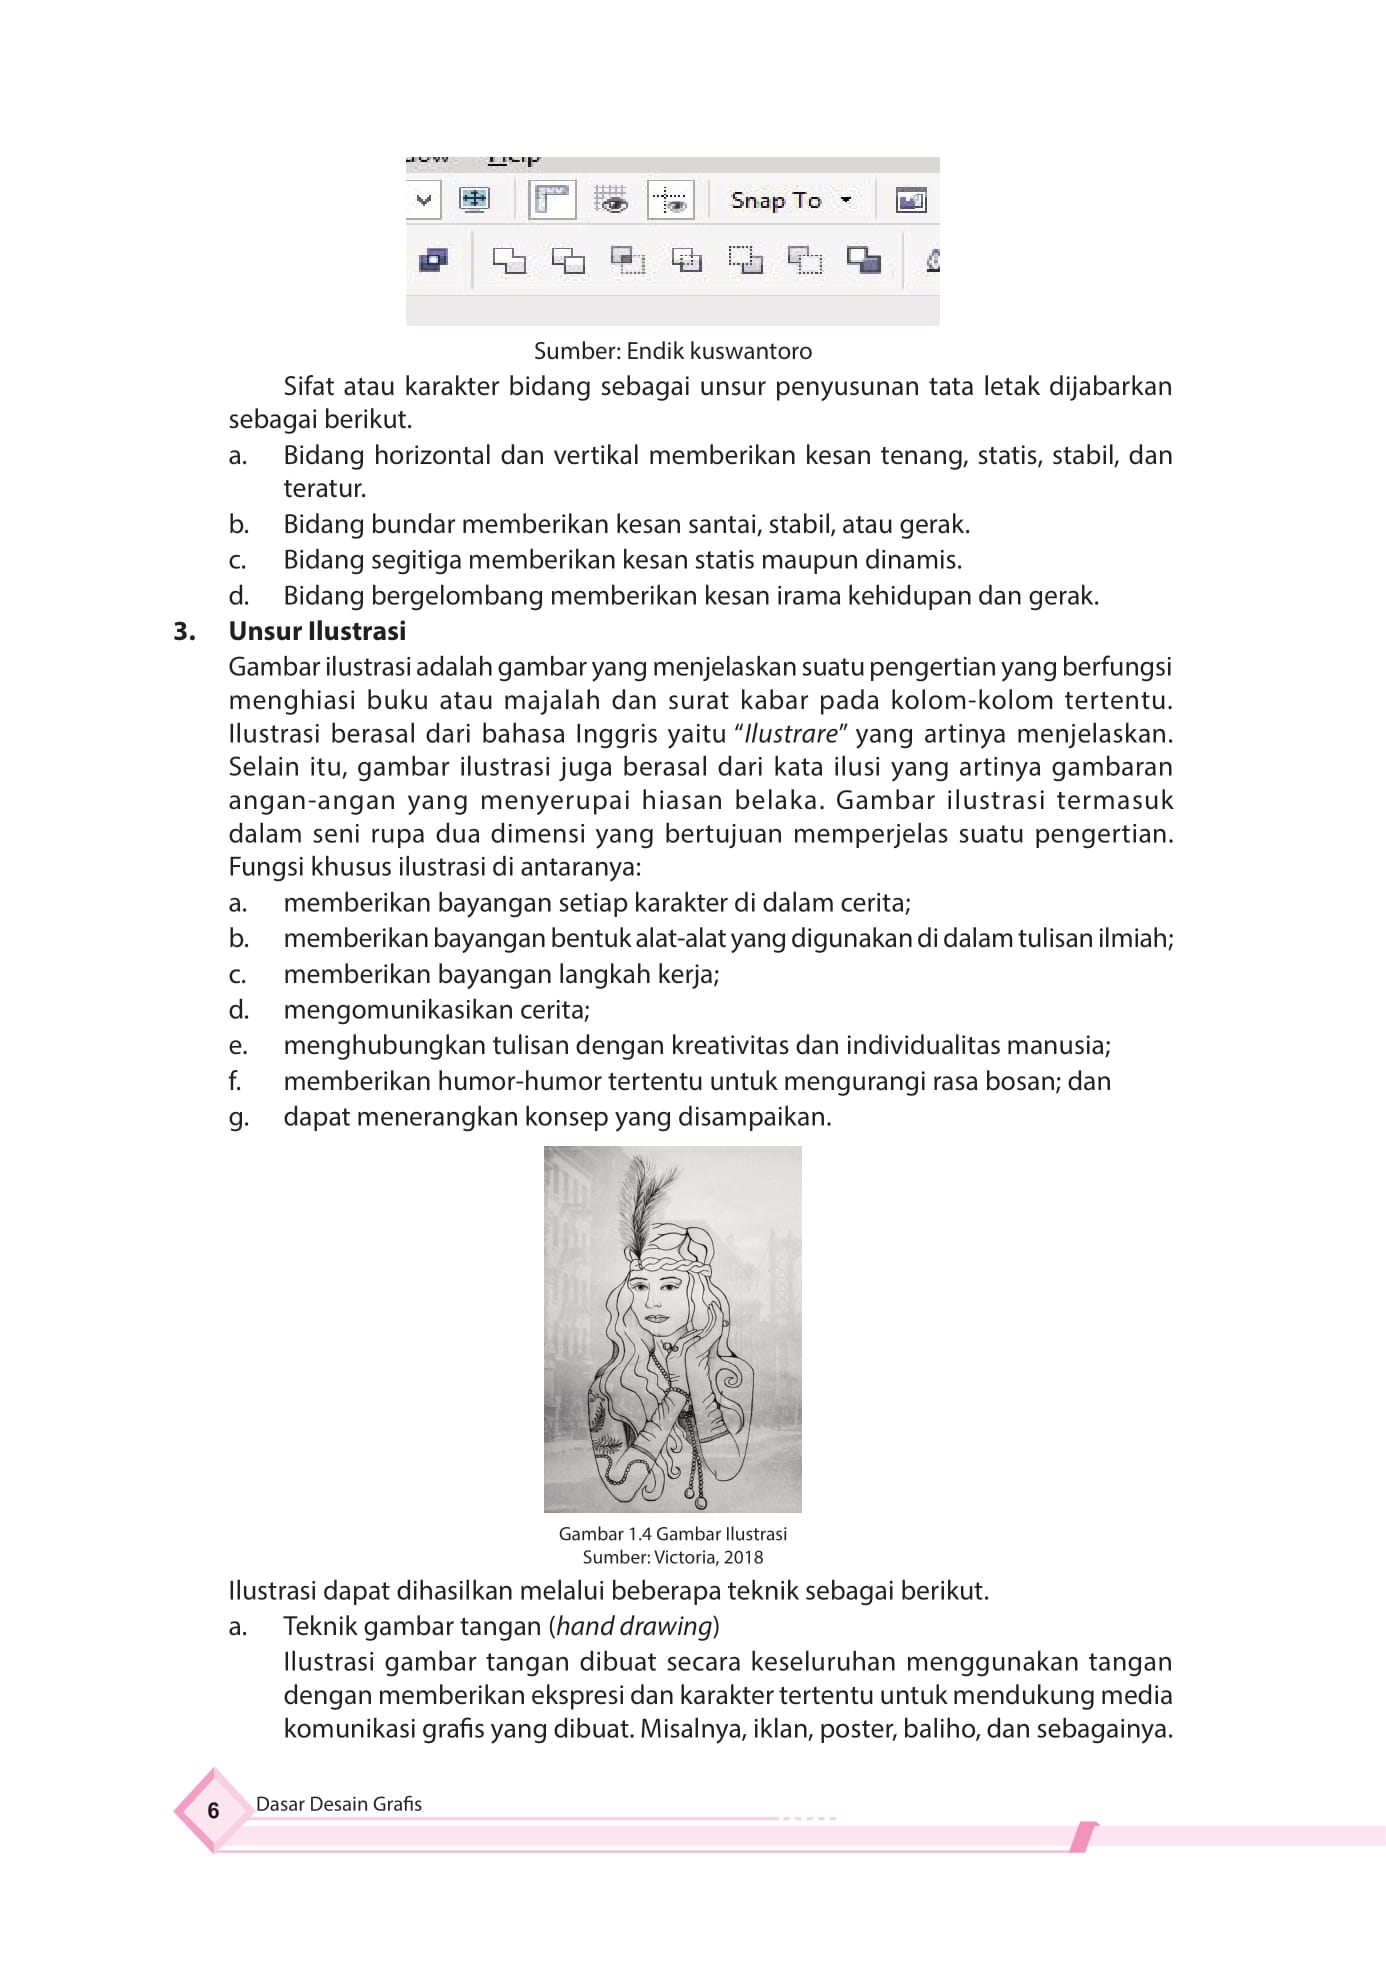 Snap To
Sumber: Endik kuswantoro
Sifat atau karakter bidang sebagai unsur penyusunan tata letak dijabarkan
sebagai berikut.
a. Bidang horizontal dan vertikal memberikan kesan tenang, statis, stabil, dan
teratur.
b. Bidang bundar memberikan kesan santai, stabil, atau gerak.
c. Bidang segitiga memberikan kesan statis maupun dinamis.
d. Bidang bergelombang memberikan kesan irama kehidupan dan gerak.
3. Unsur Ilustrasi
Gambar ilustrasi adalah gambar yang menjelaskan suatu pengertian yang berfungsi
menghiasi buku atau majalah dan surat kabar pada kolom-kolom tertentu.
Ilustrasi berasal dari bahasa Inggris yaitu “Ilustrare” yang artinya menjelaskan.
Selain itu, gambar ilustrasi juga berasal dari kata ilusi yang artinya gambaran
angan-angan yang menyerupai hiasan belaka. Gambar ilustrasi termasuk
dalam seni rupa dua dimensi yang bertujuan memperjelas suatu pengertian.
Fungsi khusus ilustrasi di antaranya:
a. memberikan bayangan setiap karakter di dalam cerita;
b. memberikan bayangan bentuk alat-alat yang digunakan di dalam tulisan ilmiah;
c. memberikan bayangan langkah kerja;
d. mengomunikasikan cerita;
e. menghubungkan tulisan dengan kreativitas dan individualitas manusia;
f. memberikan humor-humor tertentu untuk mengurangi rasa bosan; dan
g. dapat menerangkan konsep yang disampaikan.
Gambar 1.4 Gambar Ilustrasi
Sumber: Victoria, 2018
Ilustrasi dapat dihasilkan melalui beberapa teknik sebagai berikut.
a. Teknik gambar tangan (hand drawing)
Ilustrasi gambar tangan dibuat secara keseluruhan menggunakan tangan
dengan memberikan ekspresi dan karakter tertentu untuk mendukung media
komunikasi grafis yang dibuat. Misalnya, iklan, poster, baliho, dan sebagainya.
6 Dasar Desain Grafis